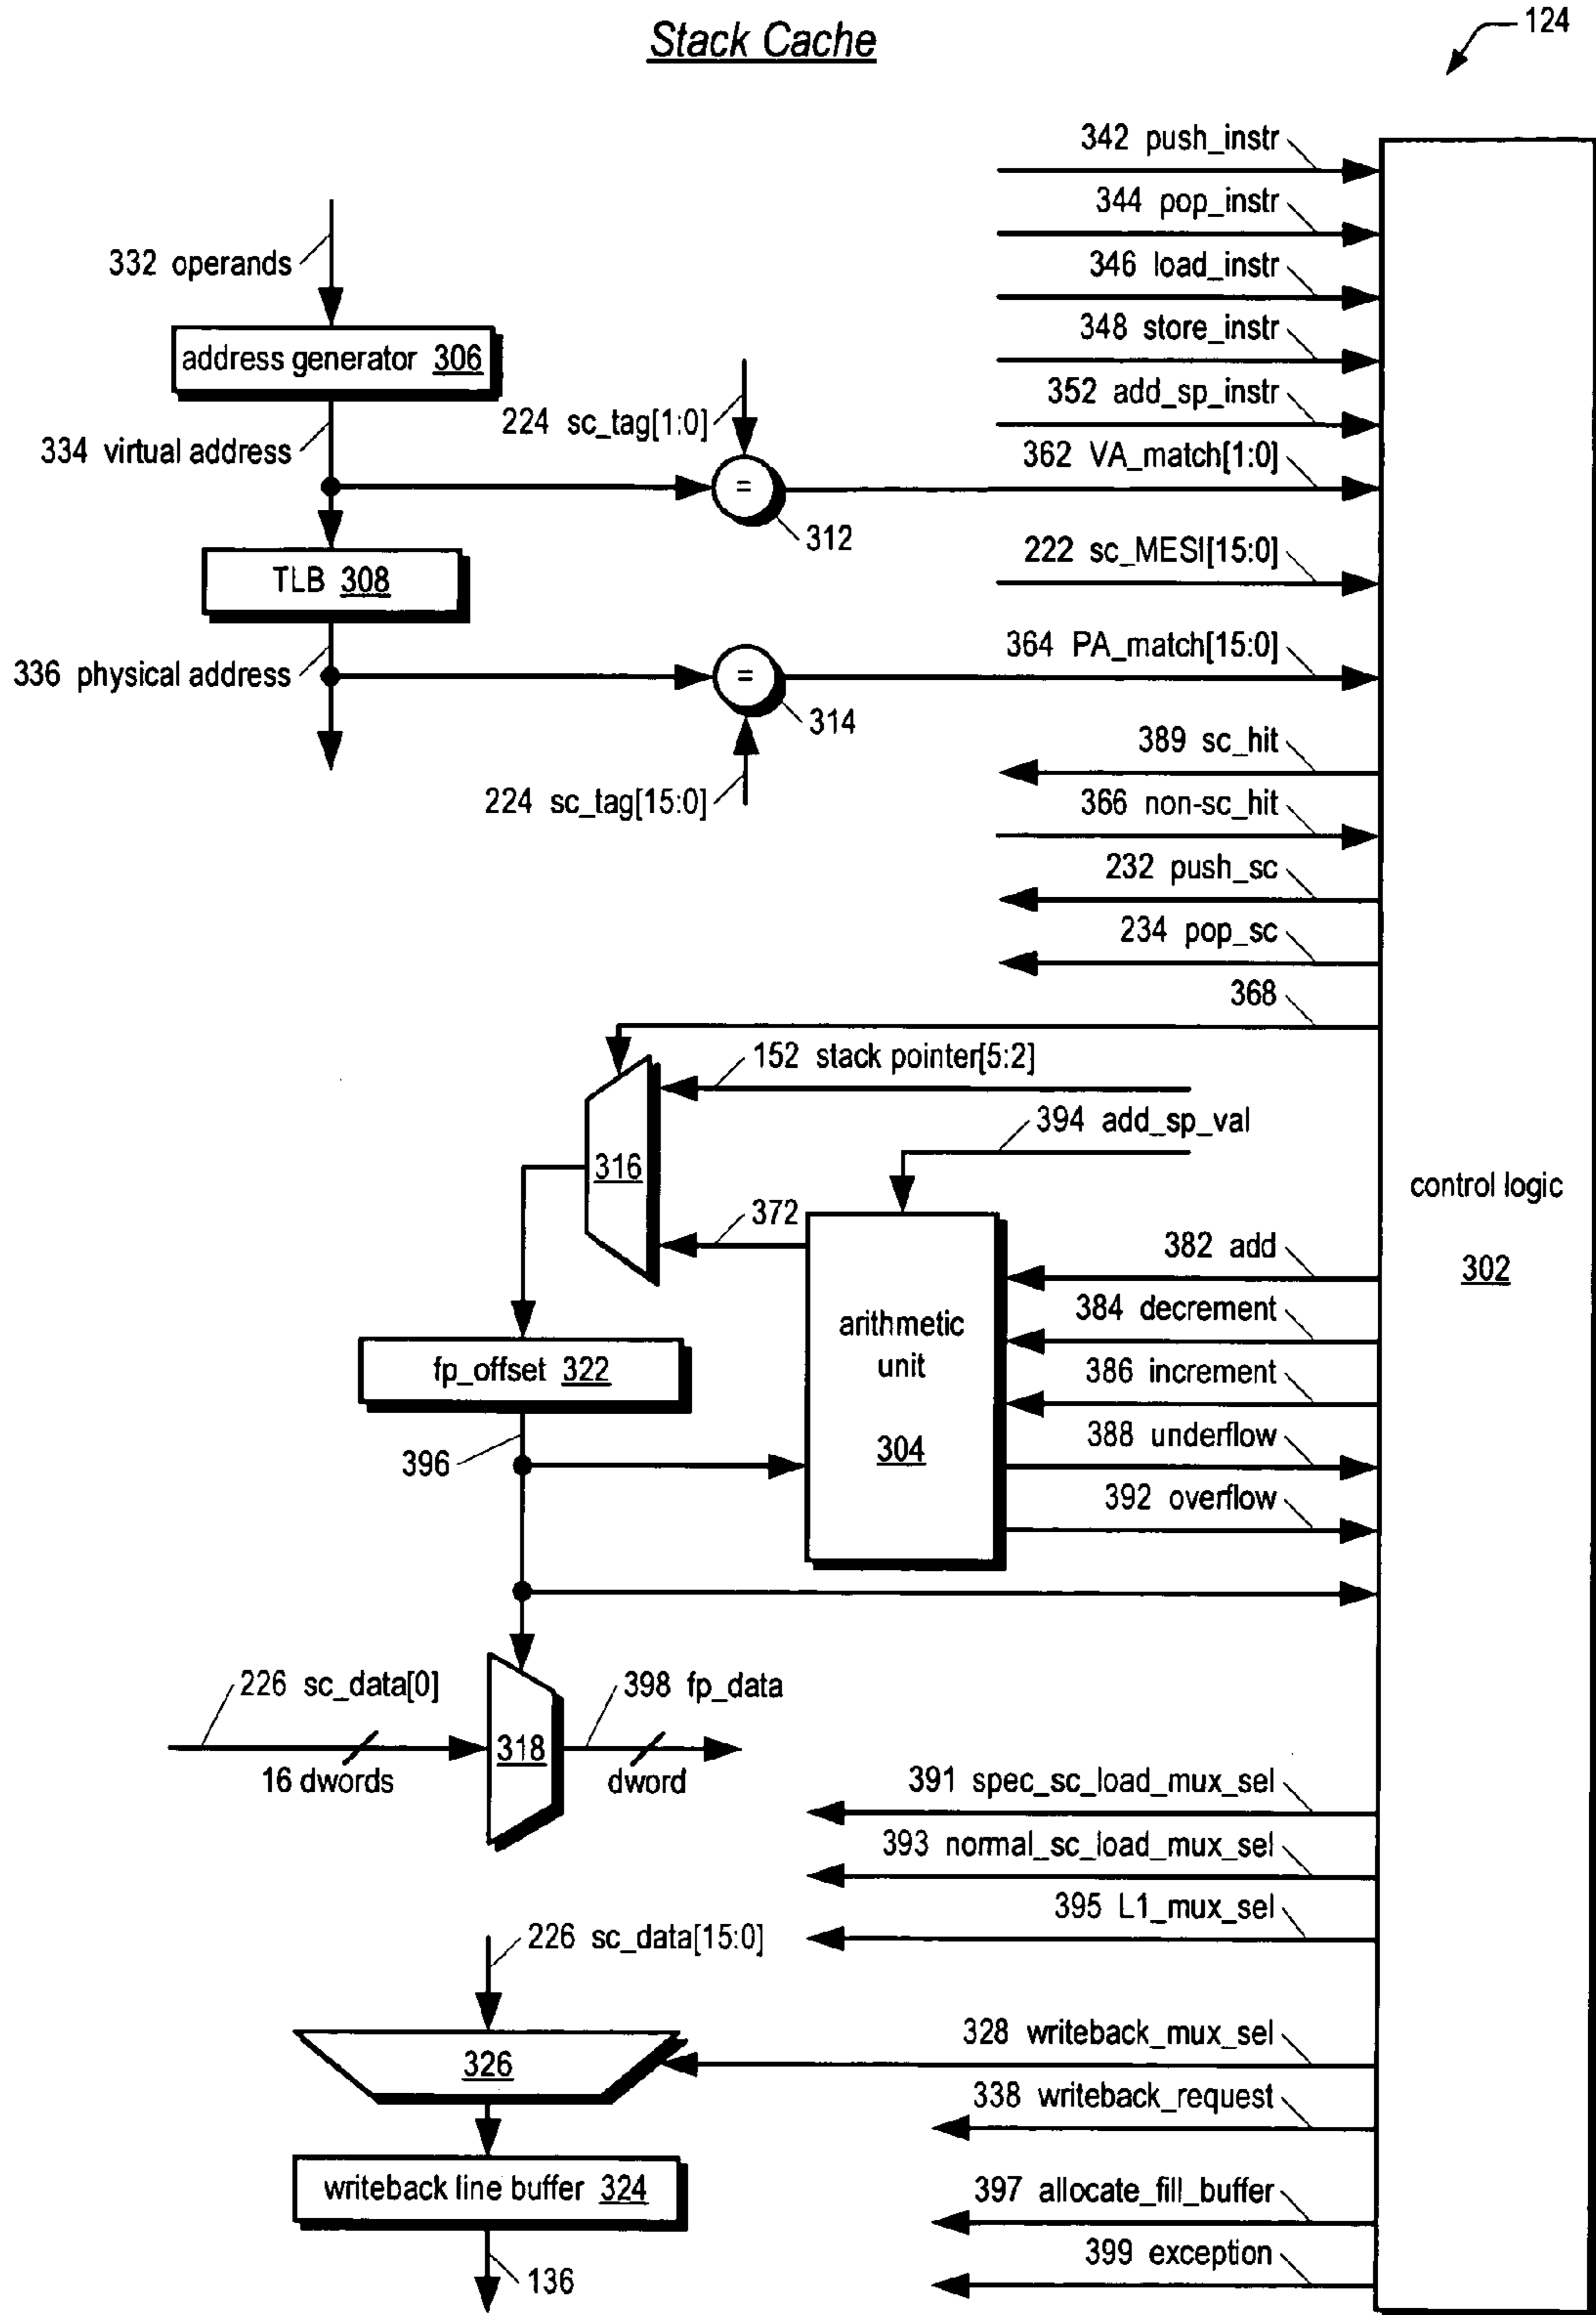 Stack Cache
124
342 push_instr
344 pop_instr
332 operands
346 load_instr
348 store_instr
address generator 306
352 add_sp_instr
224 sc_tag[1:0]
334 virtual address
362 VA_match[1:0]
=
312
222 sc_MESI[15:0]
TLB 308
364 PA_match[15:0]
336 physical address
=
314
389 sc_hit
224 sc_tag[15:0]
366 non-sc_hit
232 push_sc
234 pop_sc
368
152 stack pointer[5:2]
394 add_sp_val
316
control logic
302
372
382 add
384 decrement
arithmetic
unit
304
fp_offset 322
386 increment
388 underflow
396
392 overflow
226 sc_data[0]
398 fp_data
318
16 dwords
dword
391 spec_sc_load_mux_sel
393 normal_sc_load_mux_sel
395 L1_mux_sel
226 sc_data[15:0]
328 writeback_mux_sel
326
338 writeback_request
writeback line buffer 324
397 allocate_fill_buffer
399 exception
136